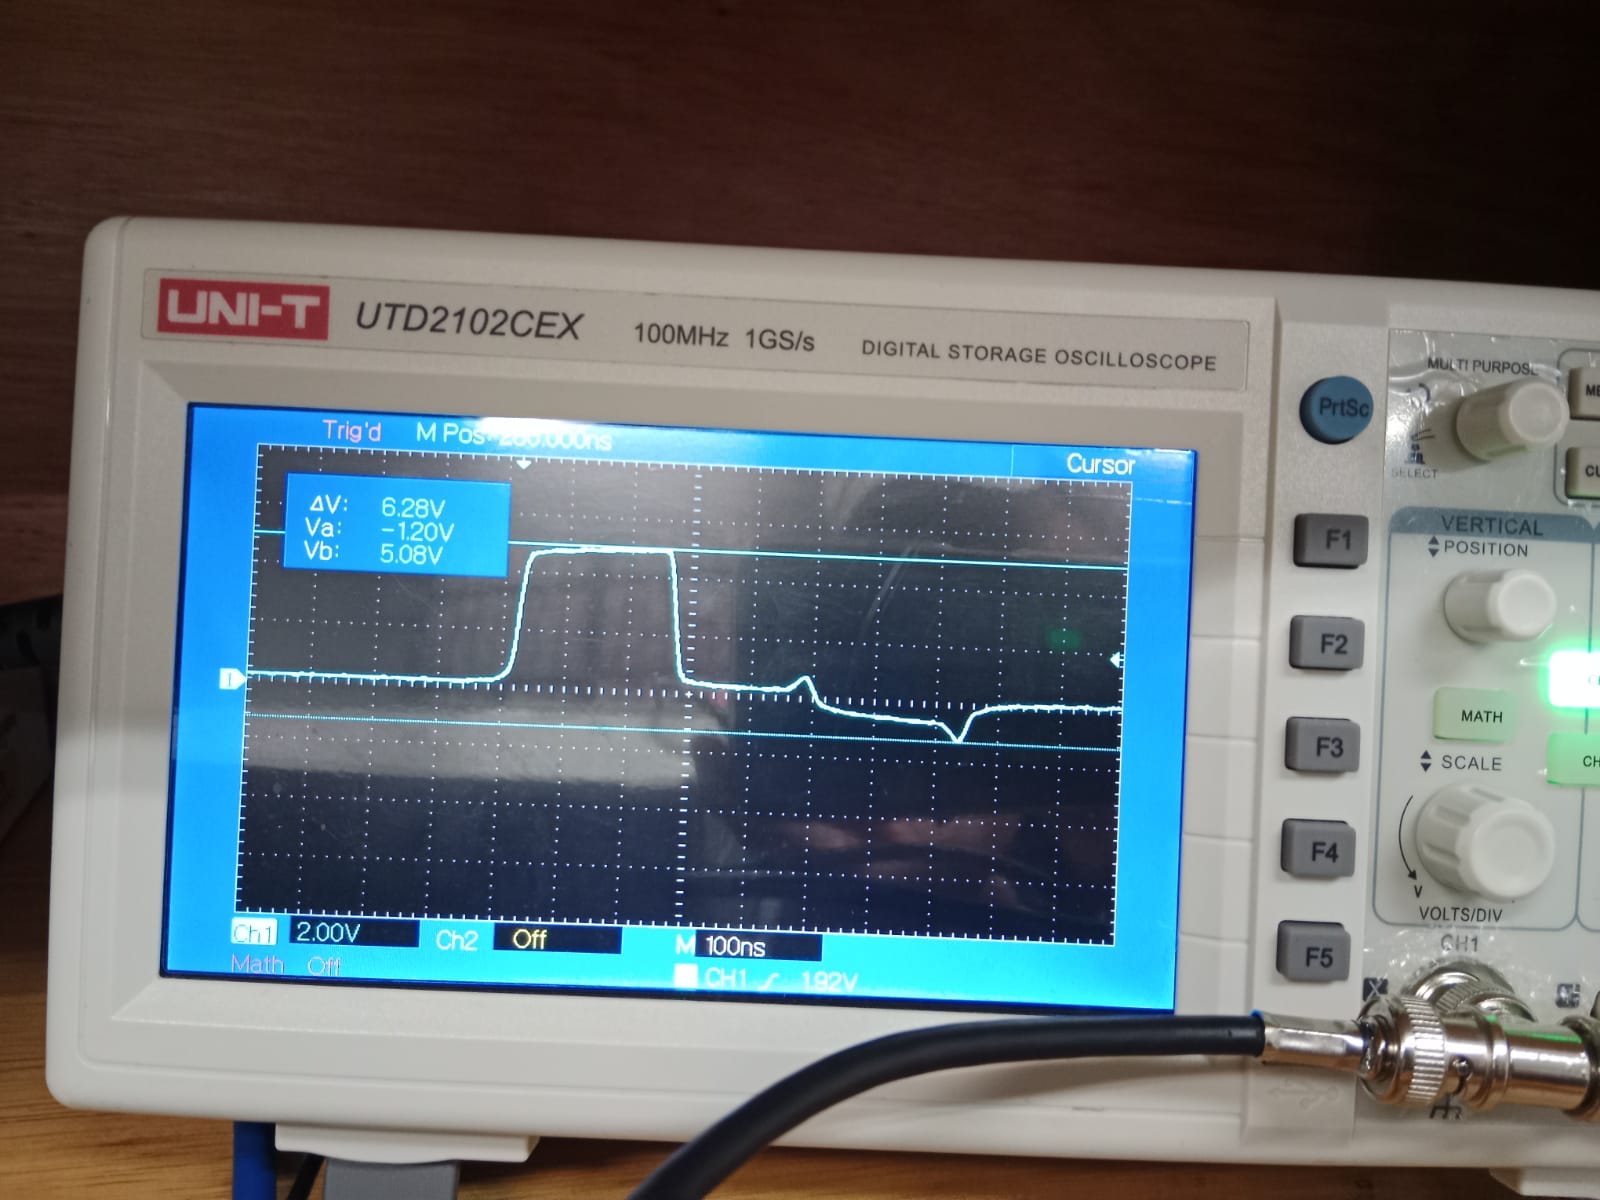 UNI-T UTD2102CEX 100MHz 1GS/s DIGITAL STORAGE OSCILLOSCOPE
MULTI PURPOSE
PrtSc
SELECT
Trig'd M Pos:
Cursor
ΔV: 6.28V
Va: -1.20V
Vb: 5.08V
1
VERTICAL
POSITION
F1
F2
F3
MATH
SCALE
F4
V
VOLTS/DIV
F5
CH1
X
Ch1 2.00V Ch2 Off M 100ns
Math Off CH1 1.92V